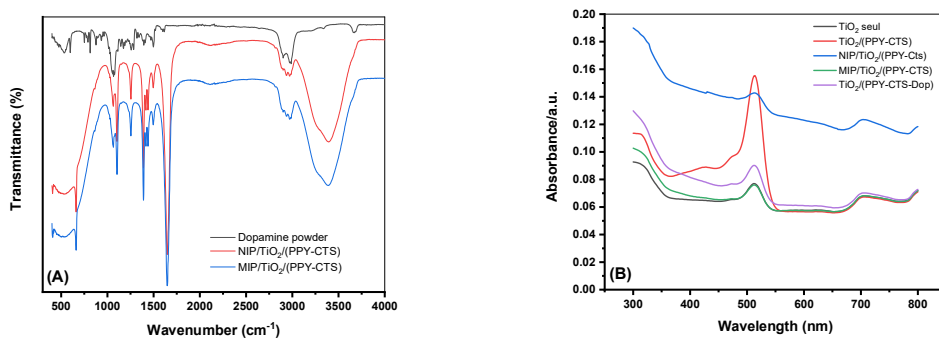 Transmittance (%)
Dopamine powder
NIP/TiO₂/(PPY-CTS)
MIP/TiO₂/(PPY-CTS)
(A)
500 1000 1500 2000 2500 3000 3500 4000
Wavenumber (cm⁻¹)
Absorbance/a.u.
0.20
0.18
0.16
0.14
0.12
0.10
0.08
0.06
0.04
0.02
0.00
TiO₂ seul
TiO₂/(PPY-CTS)
NIP/TiO₂/(PPY-Cts)
MIP/TiO₂/(PPY-CTS)
TiO₂/(PPY-CTS-Dop)
(B)
300 400 500 600 700 800
Wavelength (nm)